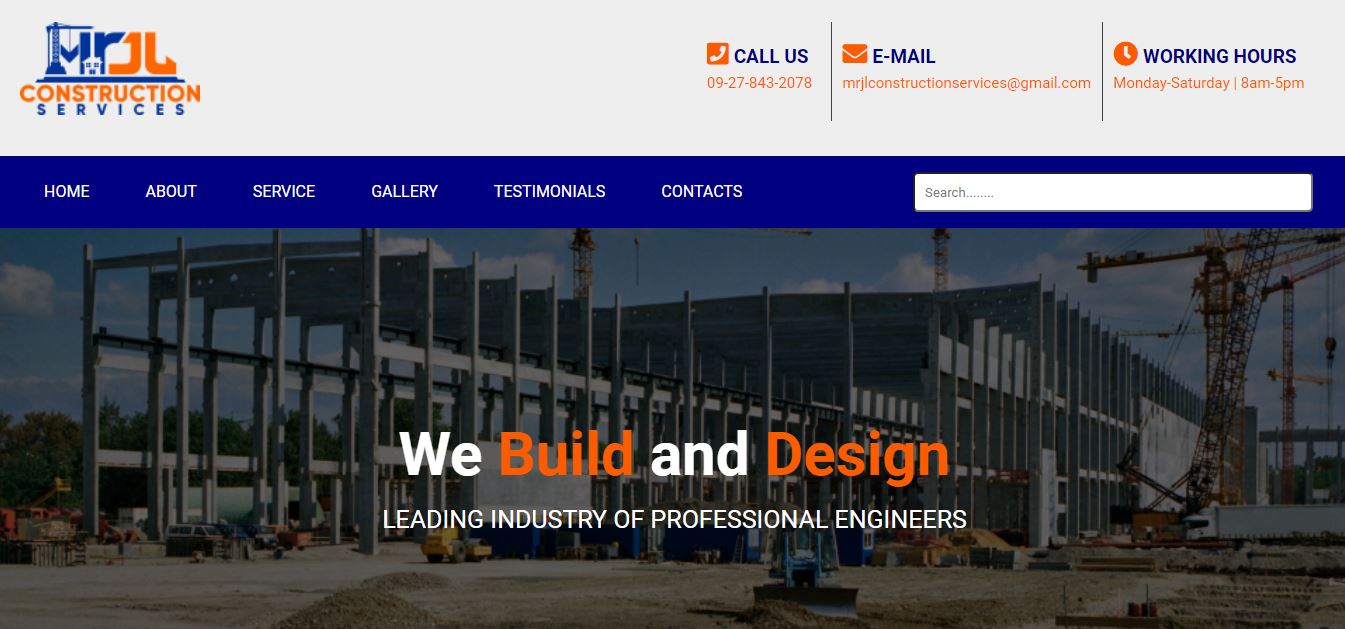 MrJL
CONSTRUCTION
SERVICES
CALL US
09-27-843-2078
E-MAIL
mrjlconstructionservices@gmail.com
WORKING HOURS
Monday-Saturday | 8am-5pm
HOME ABOUT SERVICE GALLERY TESTIMONIALS CONTACTS Search........
We Build and Design
LEADING INDUSTRY OF PROFESSIONAL ENGINEERS